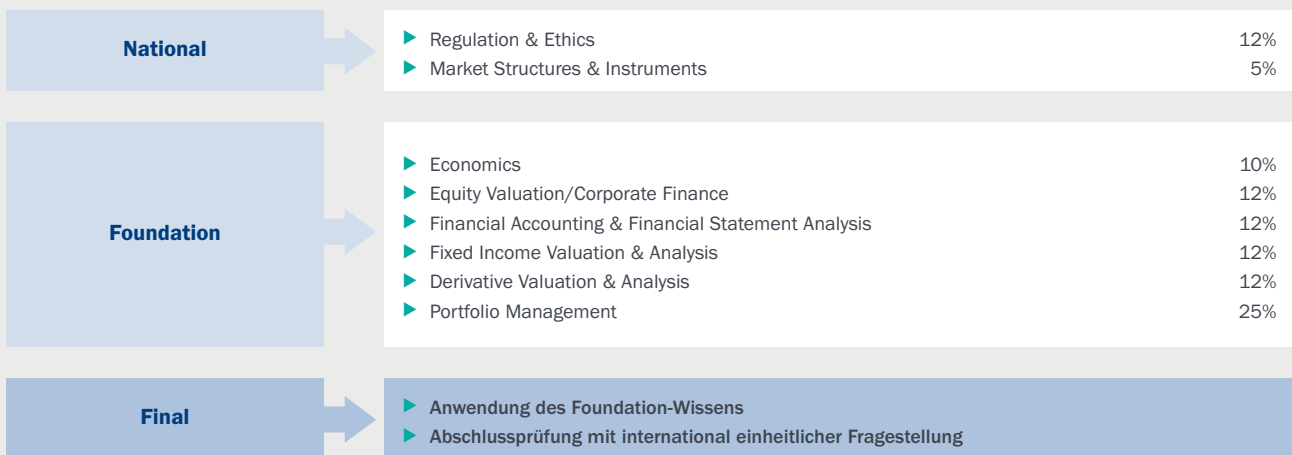 National
Regulation & Ethics 12%
Market Structures & Instruments 5%
Foundation
Economics 10%
Equity Valuation/Corporate Finance 12%
Financial Accounting & Financial Statement Analysis 12%
Fixed Income Valuation & Analysis 12%
Derivative Valuation & Analysis 12%
Portfolio Management 25%
Final
Anwendung des Foundation-Wissens
Abschlussprüfung mit international einheitlicher Fragestellung